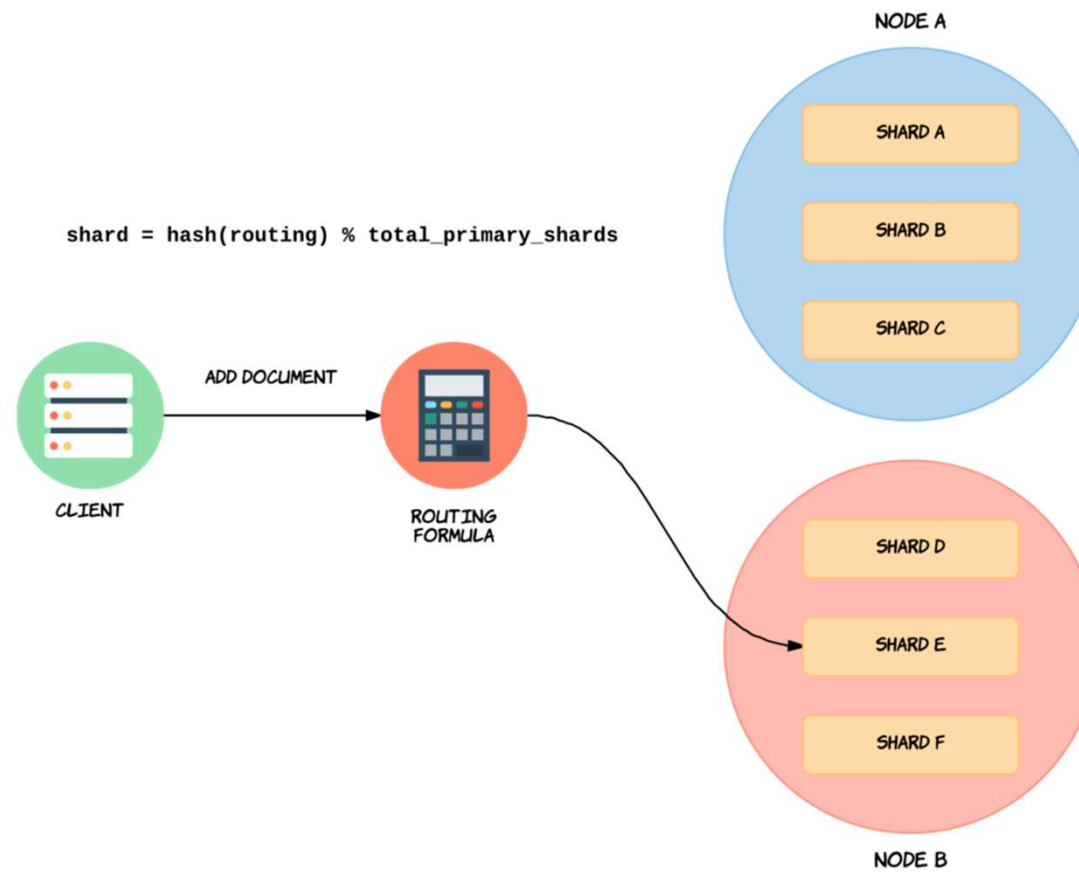 NODE A
SHARD A
shard = hash(routing) % total_primary_shards
SHARD B
SHARD C
ADD DOCUMENT
CLIENT
ROUTING
FORMULA
SHARD D
SHARD E
SHARD F
NODE B